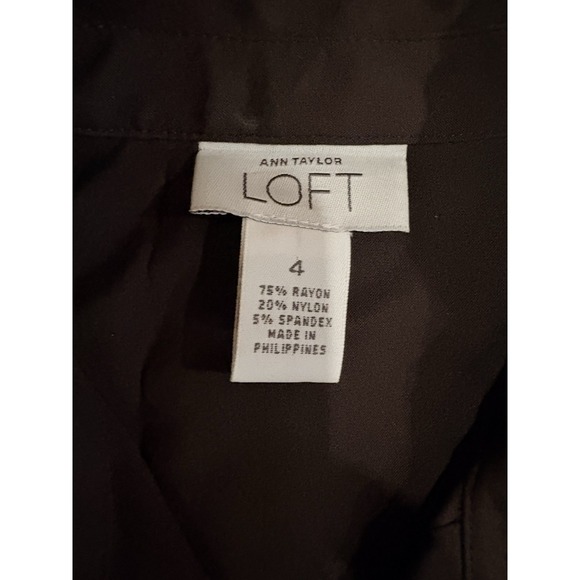 ANN TAYLOR
LOFT
4
75% RAYON
20% NYLON
5% SPANDEX
MADE IN
PHILIPPINES